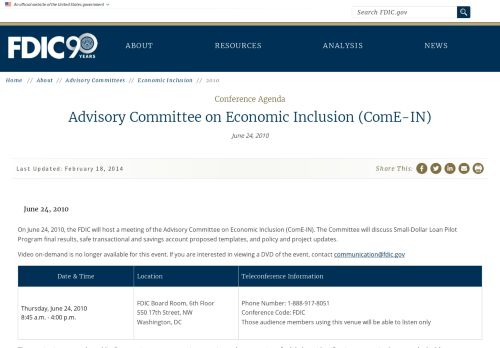 An official website of the United States government
Search FDIC.gov
FDIC 90 YEARS
ABOUT RESOURCES ANALYSIS NEWS
Home // About // Advisory Committees // Economic Inclusion // 2010
Conference Agenda
Advisory Committee on Economic Inclusion (ComE-IN)
June 24, 2010
Last Updated: February 18, 2014
Share This:
June 24, 2010
On June 24, 2010, the FDIC will host a meeting of the Advisory Committee on Economic Inclusion (ComE-IN). The Committee will discuss Small-Dollar Loan Pilot
Program final results, safe transactional and savings account proposed templates, and policy and project updates.
Video on-demand is no longer available for this event. If you are interested in viewing a DVD of the event, contact communication@fdic.gov
Date & Time Location Teleconference Information
Thursday, June 24, 2010
8:45 a.m. - 4:00 p.m.
FDIC Board Room, 6th Floor
550 17th Street, NW
Washington, DC
Phone Number: 1-888-917-8051
Conference Code: FDIC
Those audience members using this venue will be able to listen only